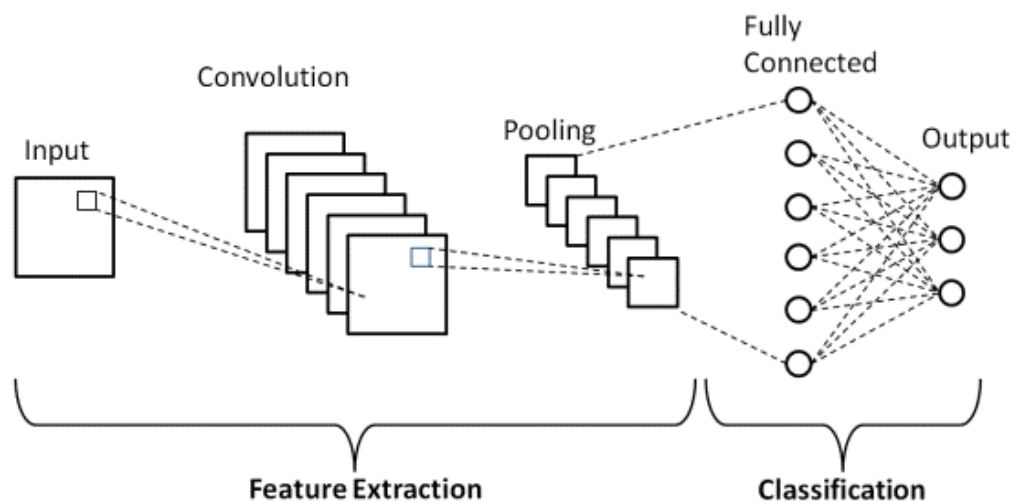 Input
Convolution
Pooling
Fully
Connected
Output
Feature Extraction
Classification